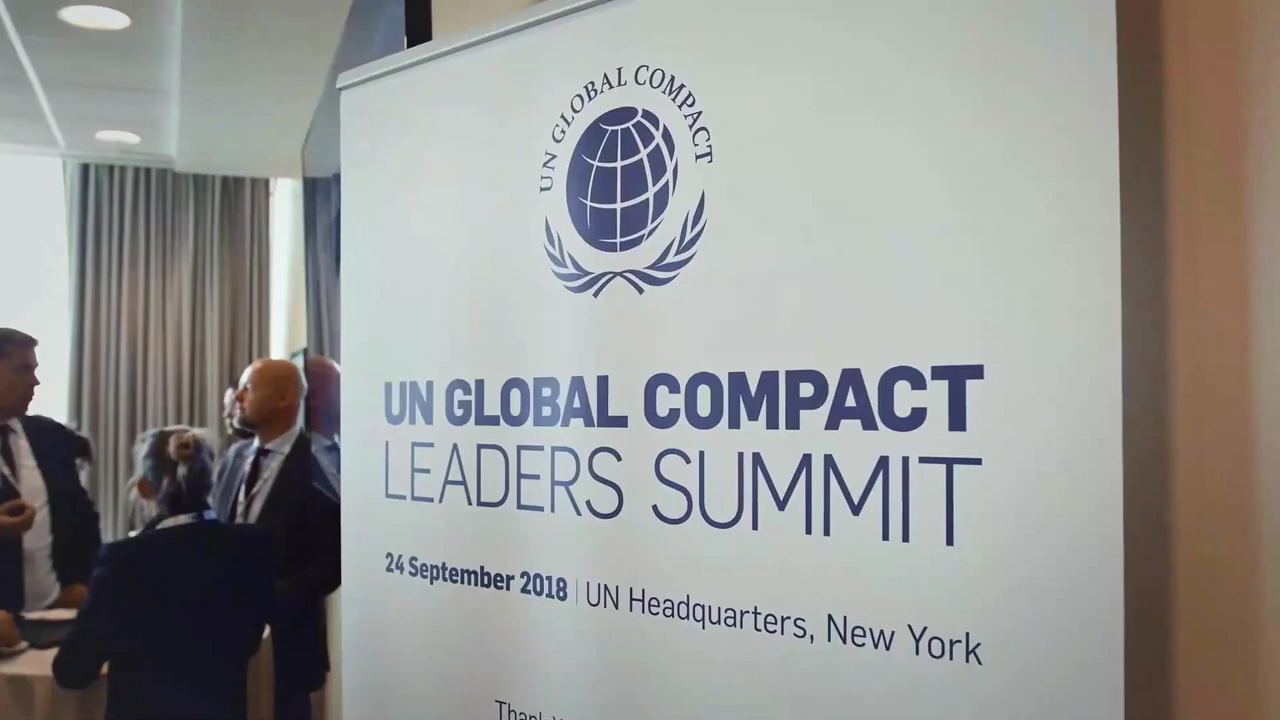 UN GLOBAL COMPACT
UN GLOBAL COMPACT
LEADERS SUMMIT
24 September 2018 | UN Headquarters, New York